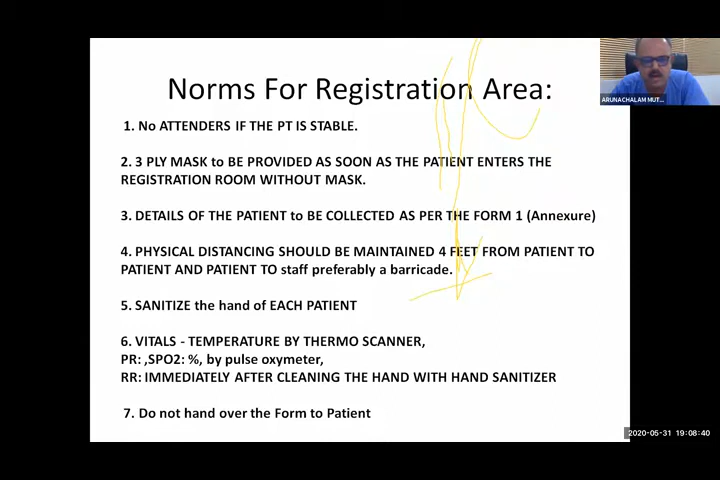 Norms For Registration Area:
ARUNACHALAM MUT...
1. No ATTENDERS IF THE PT IS STABLE.
2. 3 PLY MASK to BE PROVIDED AS SOON AS THE PATIENT ENTERS THE
REGISTRATION ROOM WITHOUT MASK.
3. DETAILS OF THE PATIENT to BE COLLECTED AS PER THE FORM 1 (Annexure)
4. PHYSICAL DISTANCING SHOULD BE MAINTAINED 4 FEET FROM PATIENT TO
PATIENT AND PATIENT TO staff preferably a barricade.
5. SANITIZE the hand of EACH PATIENT
6. VITALS - TEMPERATURE BY THERMO SCANNER,
PR: ,SPO2: %, by pulse oxymeter,
RR: IMMEDIATELY AFTER CLEANING THE HAND WITH HAND SANITIZER
7. Do not hand over the Form to Patient
2020-05-31 19:08:40